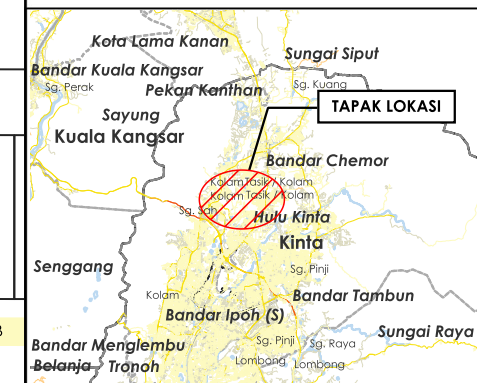 Kota Lama Kanan
Sungai Siput
Bandar Kuala Kangsar
Sg. Perak
Pekan Kanthan
Sg. Kuang
TAPAK LOKASI
Sayung
Kuala Kangsar
Bandar Chemor
Kolam Tasik / Kolam
Kolam Tasik / Kolam
Sg. Sah
Hulu Kinta
Kinta
Senggang
Sg. Pinji
Kolam
Bandar Tambun
Bandar Ipoh (S)
Sungai Raya
Bandar Menglembu
Sg. Pinji
Sg. Raya
Belanja
Tronoh
Lombong
Lombong